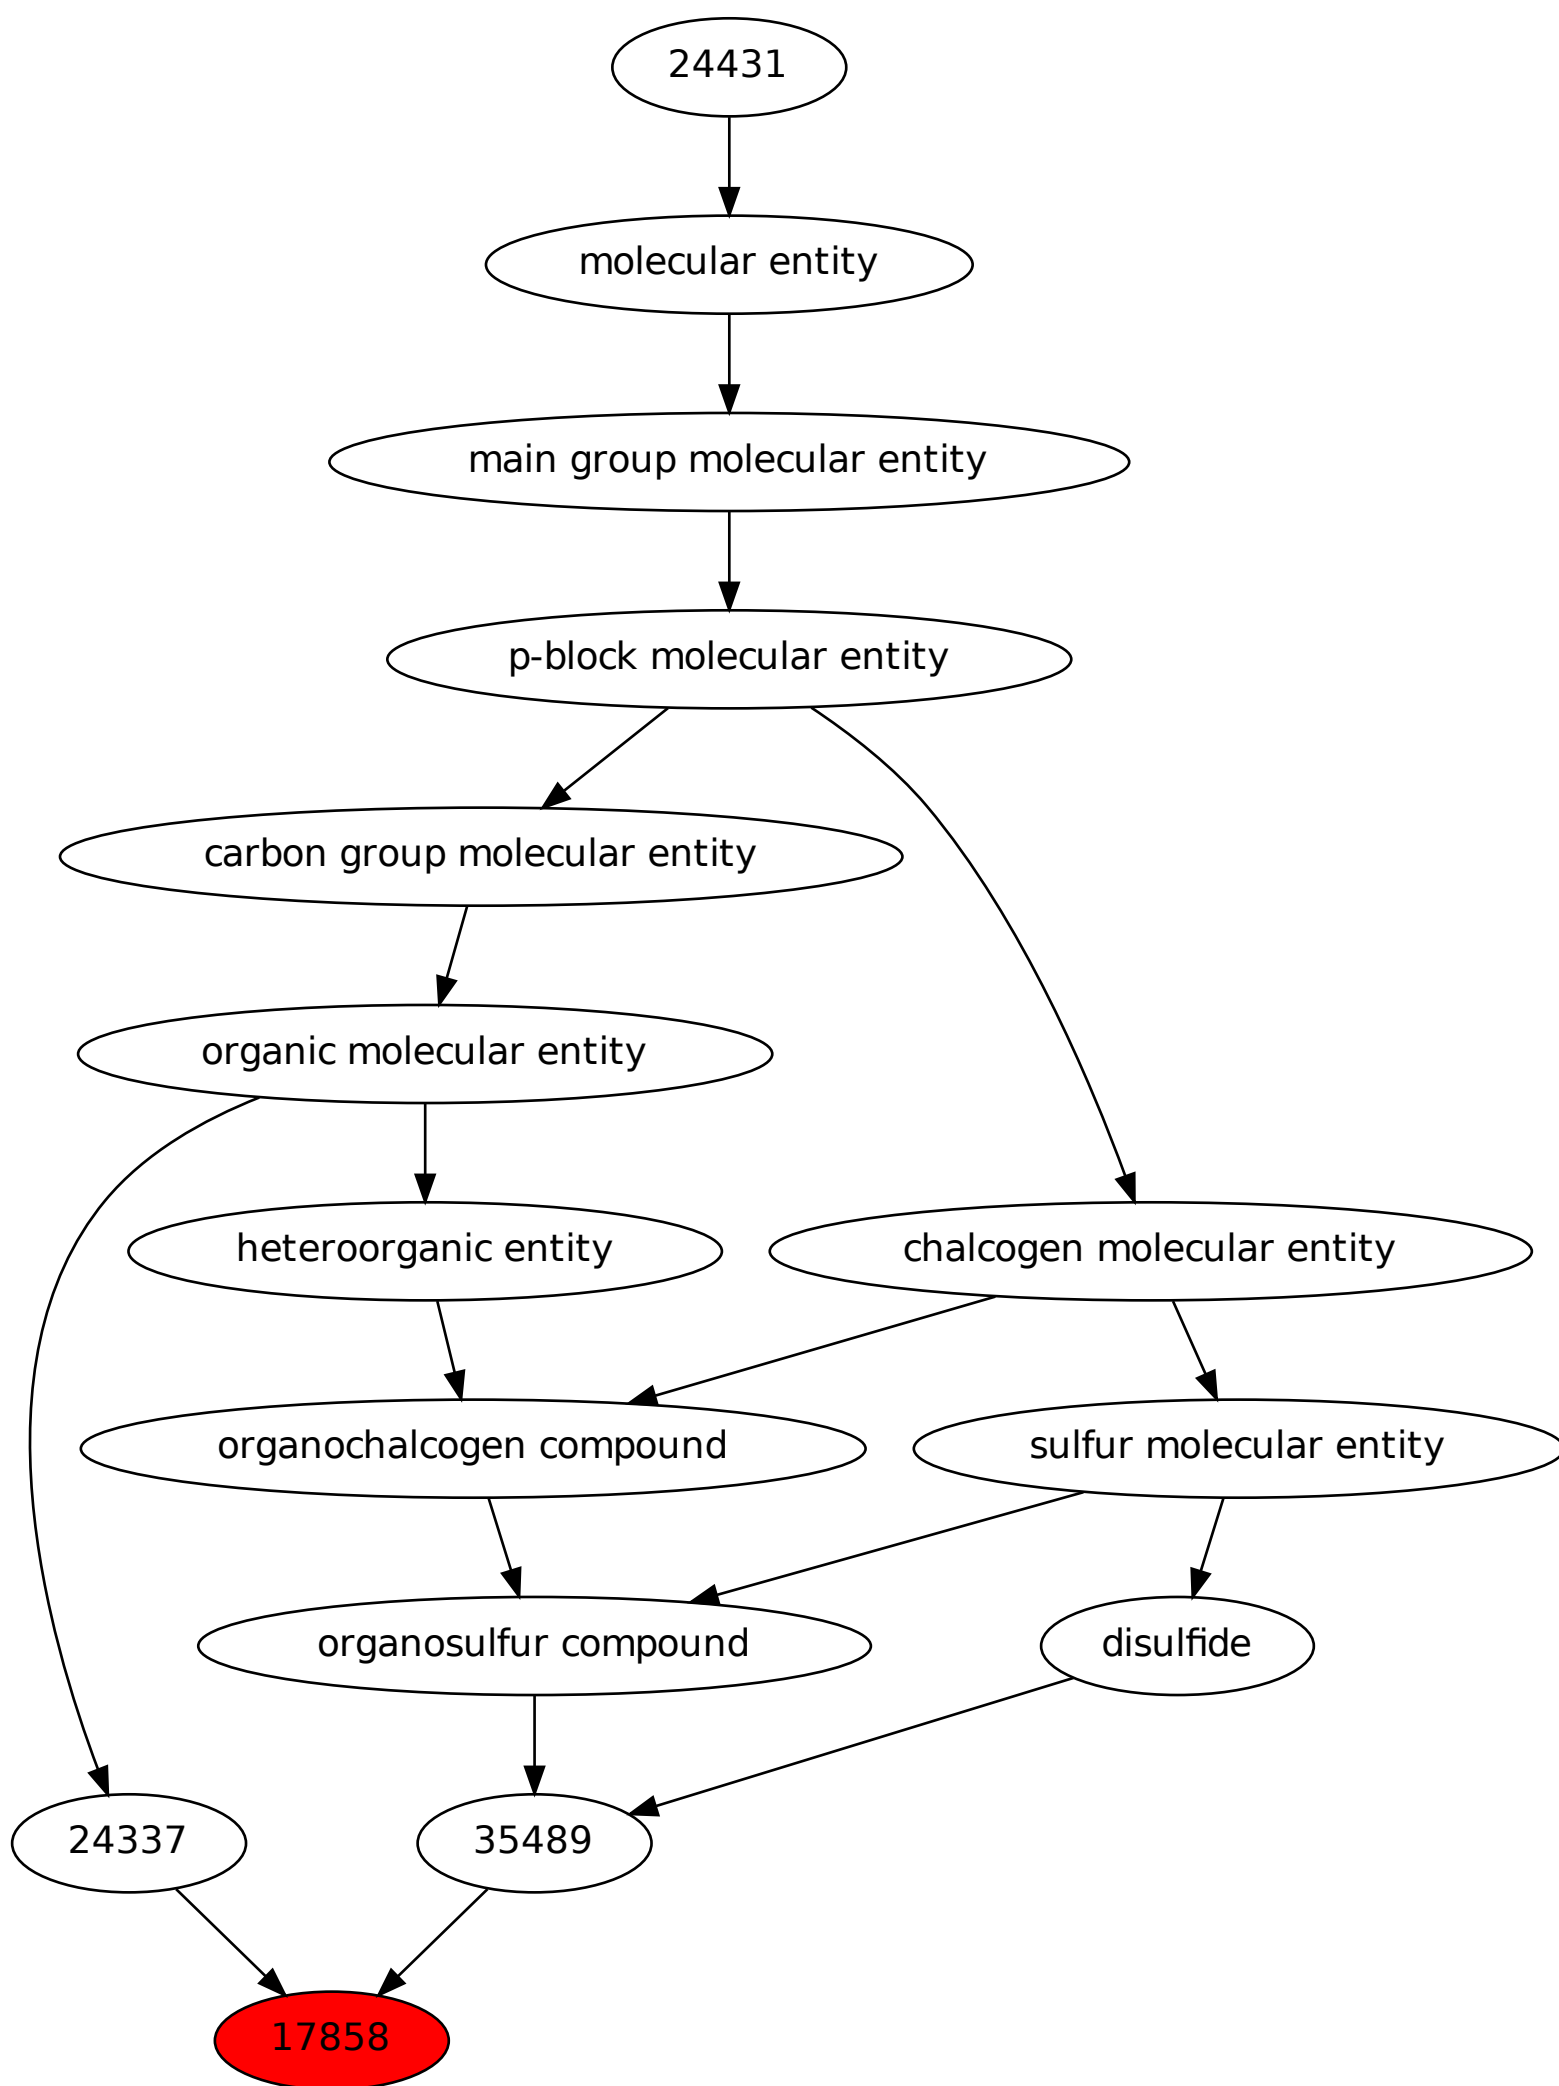 24431
molecular entity
main group molecular entity
p-block molecular entity
carbon group molecular entity
organic molecular entity
heteroorganic entity
chalcogen molecular entity
organochalcogen compound
sulfur molecular entity
organosulfur compound
disulfide
24337
35489
17858